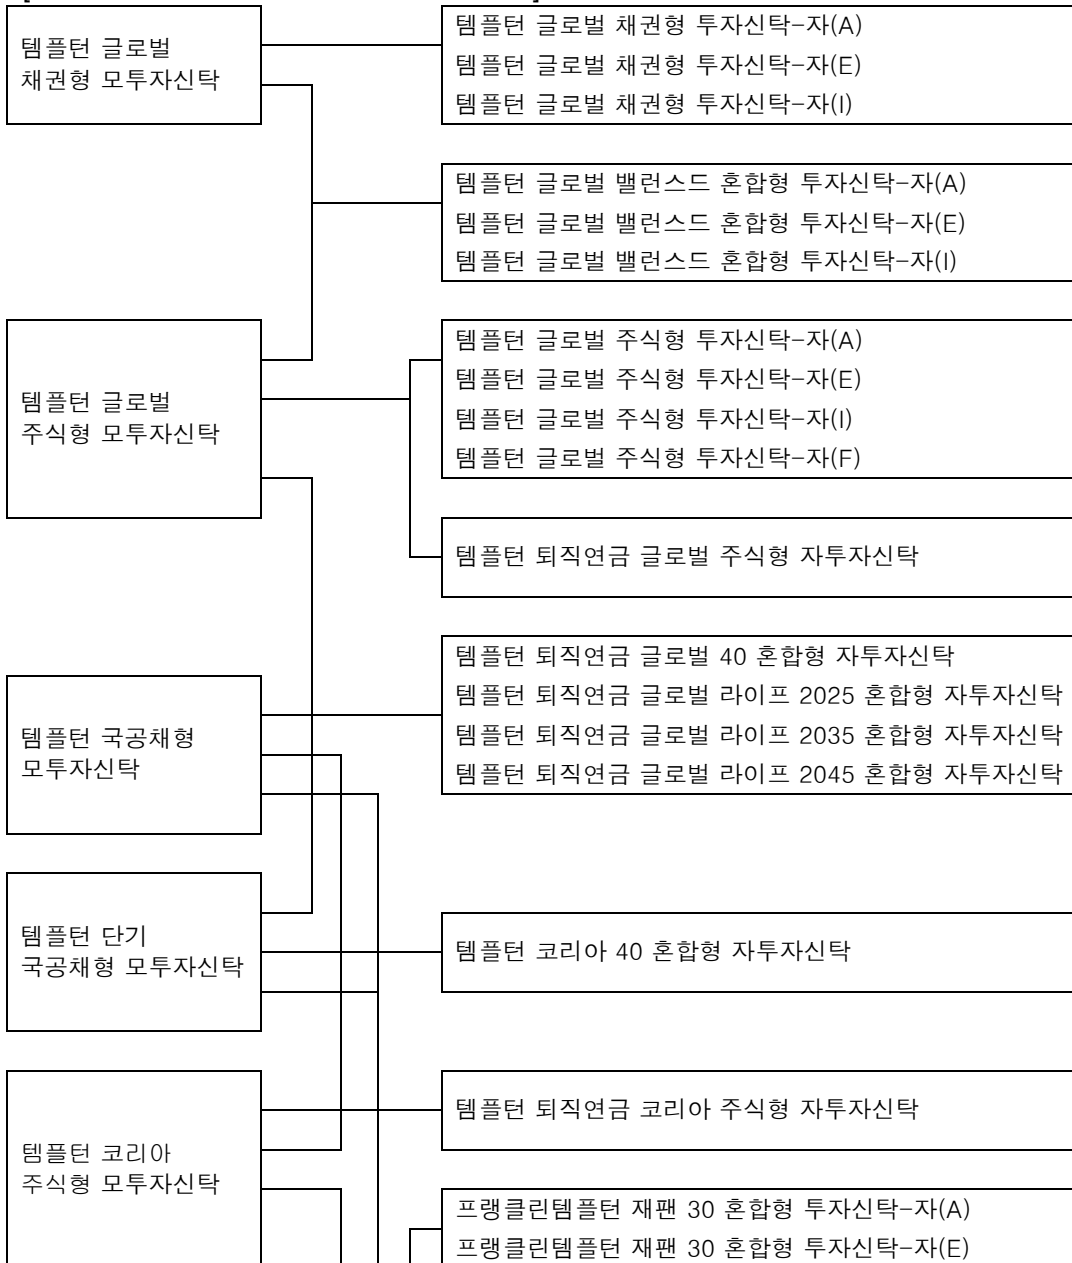 템플턴 글로벌
채권형 모투자신탁
템플턴 글로벌 채권형 투자신탁-자(A)
템플턴 글로벌 채권형 투자신탁-자(E)
템플턴 글로벌 채권형 투자신탁-자(I)
템플턴 글로벌 밸런스드 혼합형 투자신탁-자(A)
템플턴 글로벌 밸런스드 혼합형 투자신탁-자(E)
템플턴 글로벌 밸런스드 혼합형 투자신탁-자(I)
템플턴 글로벌
주식형 모투자신탁
템플턴 글로벌 주식형 투자신탁-자(A)
템플턴 글로벌 주식형 투자신탁-자(E)
템플턴 글로벌 주식형 투자신탁-자(I)
템플턴 글로벌 주식형 투자신탁-자(F)
템플턴 퇴직연금 글로벌 주식형 자투자신탁
템플턴 국공채형
모투자신탁
템플턴 퇴직연금 글로벌 40 혼합형 자투자신탁
템플턴 퇴직연금 글로벌 라이프 2025 혼합형 자투자신탁
템플턴 퇴직연금 글로벌 라이프 2035 혼합형 자투자신탁
템플턴 퇴직연금 글로벌 라이프 2045 혼합형 자투자신탁
템플턴 단기
국공채형 모투자신탁
템플턴 코리아 40 혼합형 자투자신탁
템플턴 코리아
주식형 모투자신탁
템플턴 퇴직연금 코리아 주식형 자투자신탁
프랭클린템플턴 재팬 30 혼합형 투자신탁-자(A)
프랭클린템플턴 재팬 30 혼합형 투자신탁-자(E)